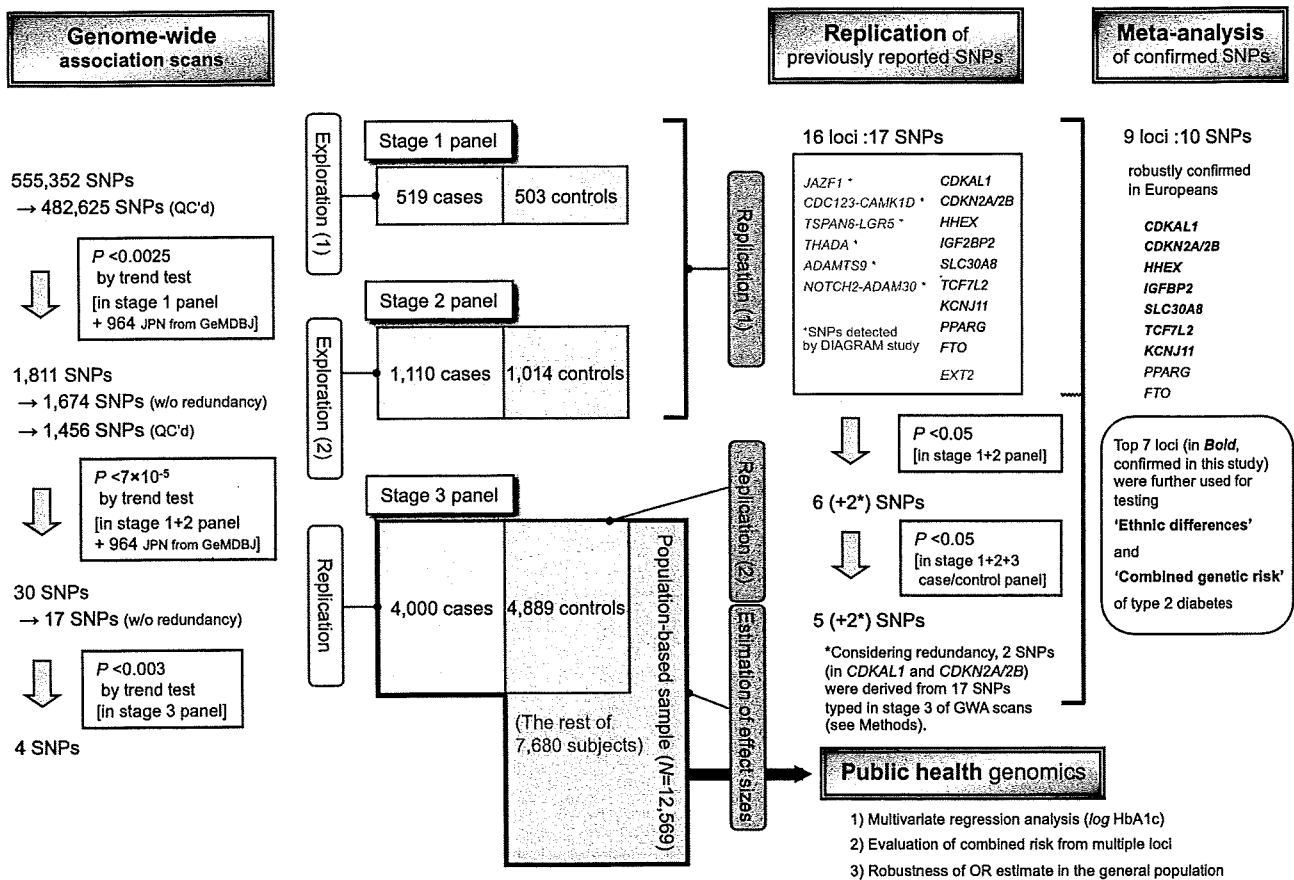 Genome-wide
association scans
555,352 SNPs
→ 482,625 SNPs (QC'd)
P <0.0025
by trend test
[in stage 1 panel
+ 964 JPN from GeMDBJ]
1,811 SNPs
→ 1,674 SNPs (w/o redundancy)
→ 1,456 SNPs (QC'd)
P <7×10⁻⁵
by trend test
[in stage 1+2 panel
+ 964 JPN from GeMDBJ]
30 SNPs
→ 17 SNPs (w/o redundancy)
P <0.003
by trend test
[in stage 3 panel]
4 SNPs
Exploration (1)
Stage 1 panel
519 cases
503 controls
Exploration (2)
Stage 2 panel
1,110 cases
1,014 controls
Replication
Stage 3 panel
4,000 cases
4,889 controls
(The rest of
7,680 subjects)
Population-based sample (N=12,569)
Replication (1)
Replication (2)
Estimation of effect sizes
Replication of
previously reported SNPs
16 loci :17 SNPs
JAZF1 *
CDC123-CAMK1D *
TSPAN8-LGR5 *
THADA *
ADAMTS9 *
NOTCH2-ADAM30 *
*SNPs detected
by DIAGRAM study
CDKAL1
CDKN2A/2B
HHEX
IGF2BP2
SLC30A8
TCF7L2
KCNJ11
PPARG
FTO
EXT2
P <0.05
[in stage 1+2 panel]
6 (+2*) SNPs
P <0.05
[in stage 1+2+3
case/control panel]
5 (+2*) SNPs
*Considering redundancy, 2 SNPs
(in CDKAL1 and CDKN2A/2B)
were derived from 17 SNPs
typed in stage 3 of GWA scans
(see Methods).
Meta-analysis
of confirmed SNPs
9 loci :10 SNPs
robustly confirmed
in Europeans
CDKAL1
CDKN2A/2B
HHEX
IGFBP2
SLC30A8
TCF7L2
KCNJ11
PPARG
FTO
Top 7 loci (in Bold,
confirmed in this study)
were further used for
testing
'Ethnic differences'
and
'Combined genetic risk'
of type 2 diabetes
Public health genomics
1) Multivariate regression analysis (log HbA1c)
2) Evaluation of combined risk from multiple loci
3) Robustness of OR estimate in the general population